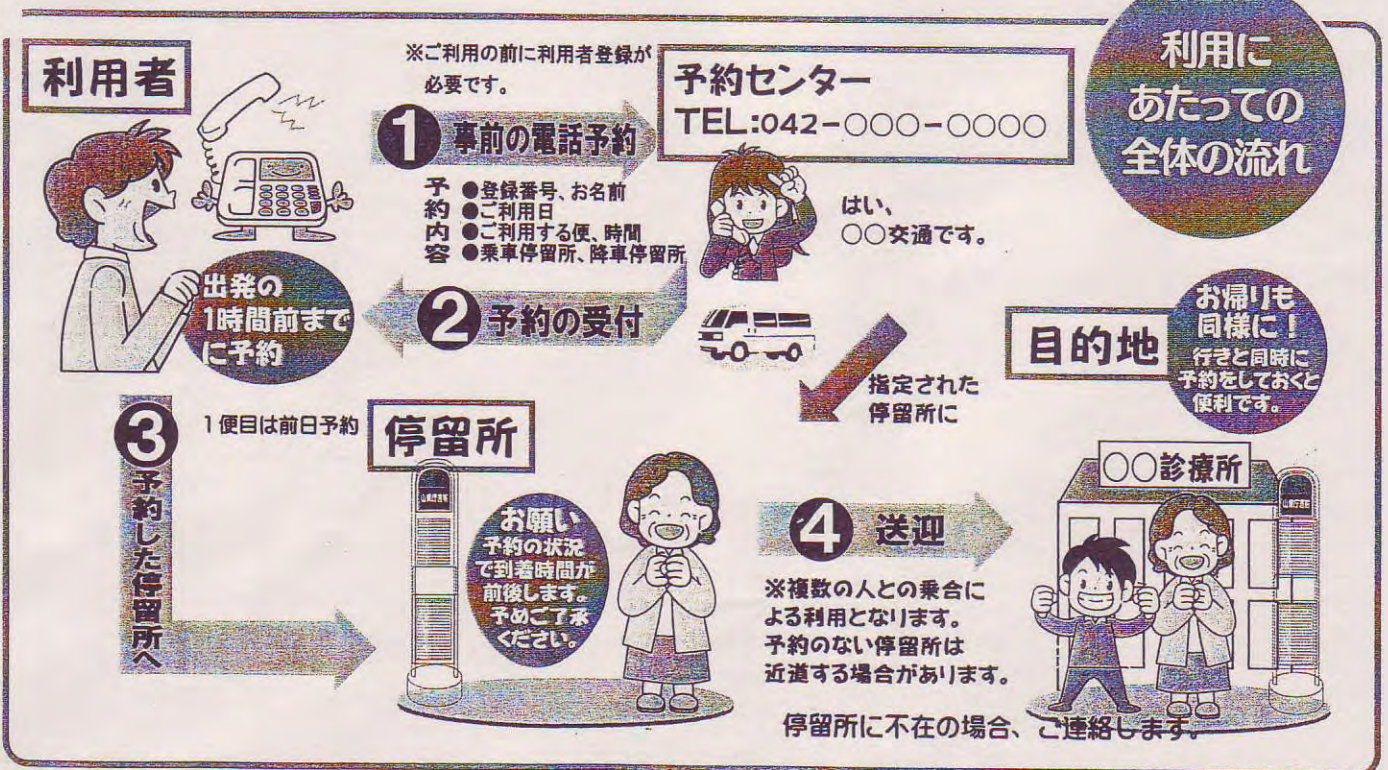 利用に
あたっての
全体の流れ
利用者
※ご利用の前に利用者登録が
必要です。
1 事前の電話予約
予約センター
TEL:042-○○○-○○○○
予約内容
●登録番号、お名前
●ご利用日
●ご利用する便、時間
●乗車停留所、降車停留所
はい、
○○交通です。
2 予約の受付
出発の
1時間前まで
に予約
指定された
停留所に
目的地
お帰りも
同様に!
行きと同時に
予約をしておくと
便利です。
3 予約した停留所へ
1便目は前日予約
停留所
お願い
予約の状況
で到着時間が
前後します。
予めご了承
ください。
4 送迎
※複数の人との乗合に
よる利用となります。
予約のない停留所は
近道する場合があります。
○○診療所
停留所に不在の場合、ご連絡します。